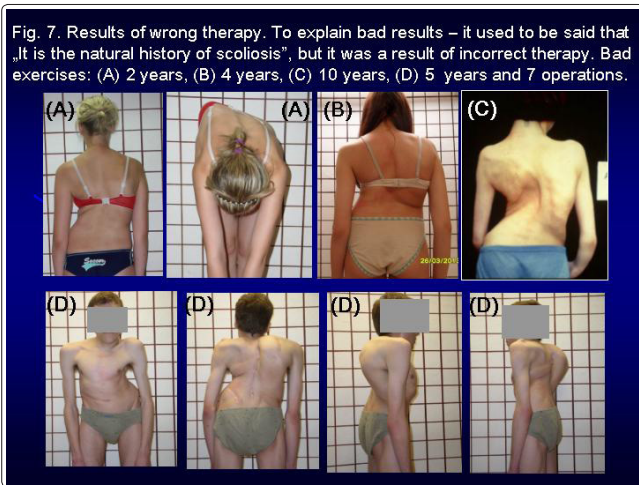 Fig. 7. Results of wrong therapy. To explain bad results – it used to be said that
„It is the natural history of scoliosis”, but it was a result of incorrect therapy. Bad
exercises: (A) 2 years, (B) 4 years, (C) 10 years, (D) 5 years and 7 operations.
(A)
(A)
(B)
(C)
(D)
(D)
(D)
(D)